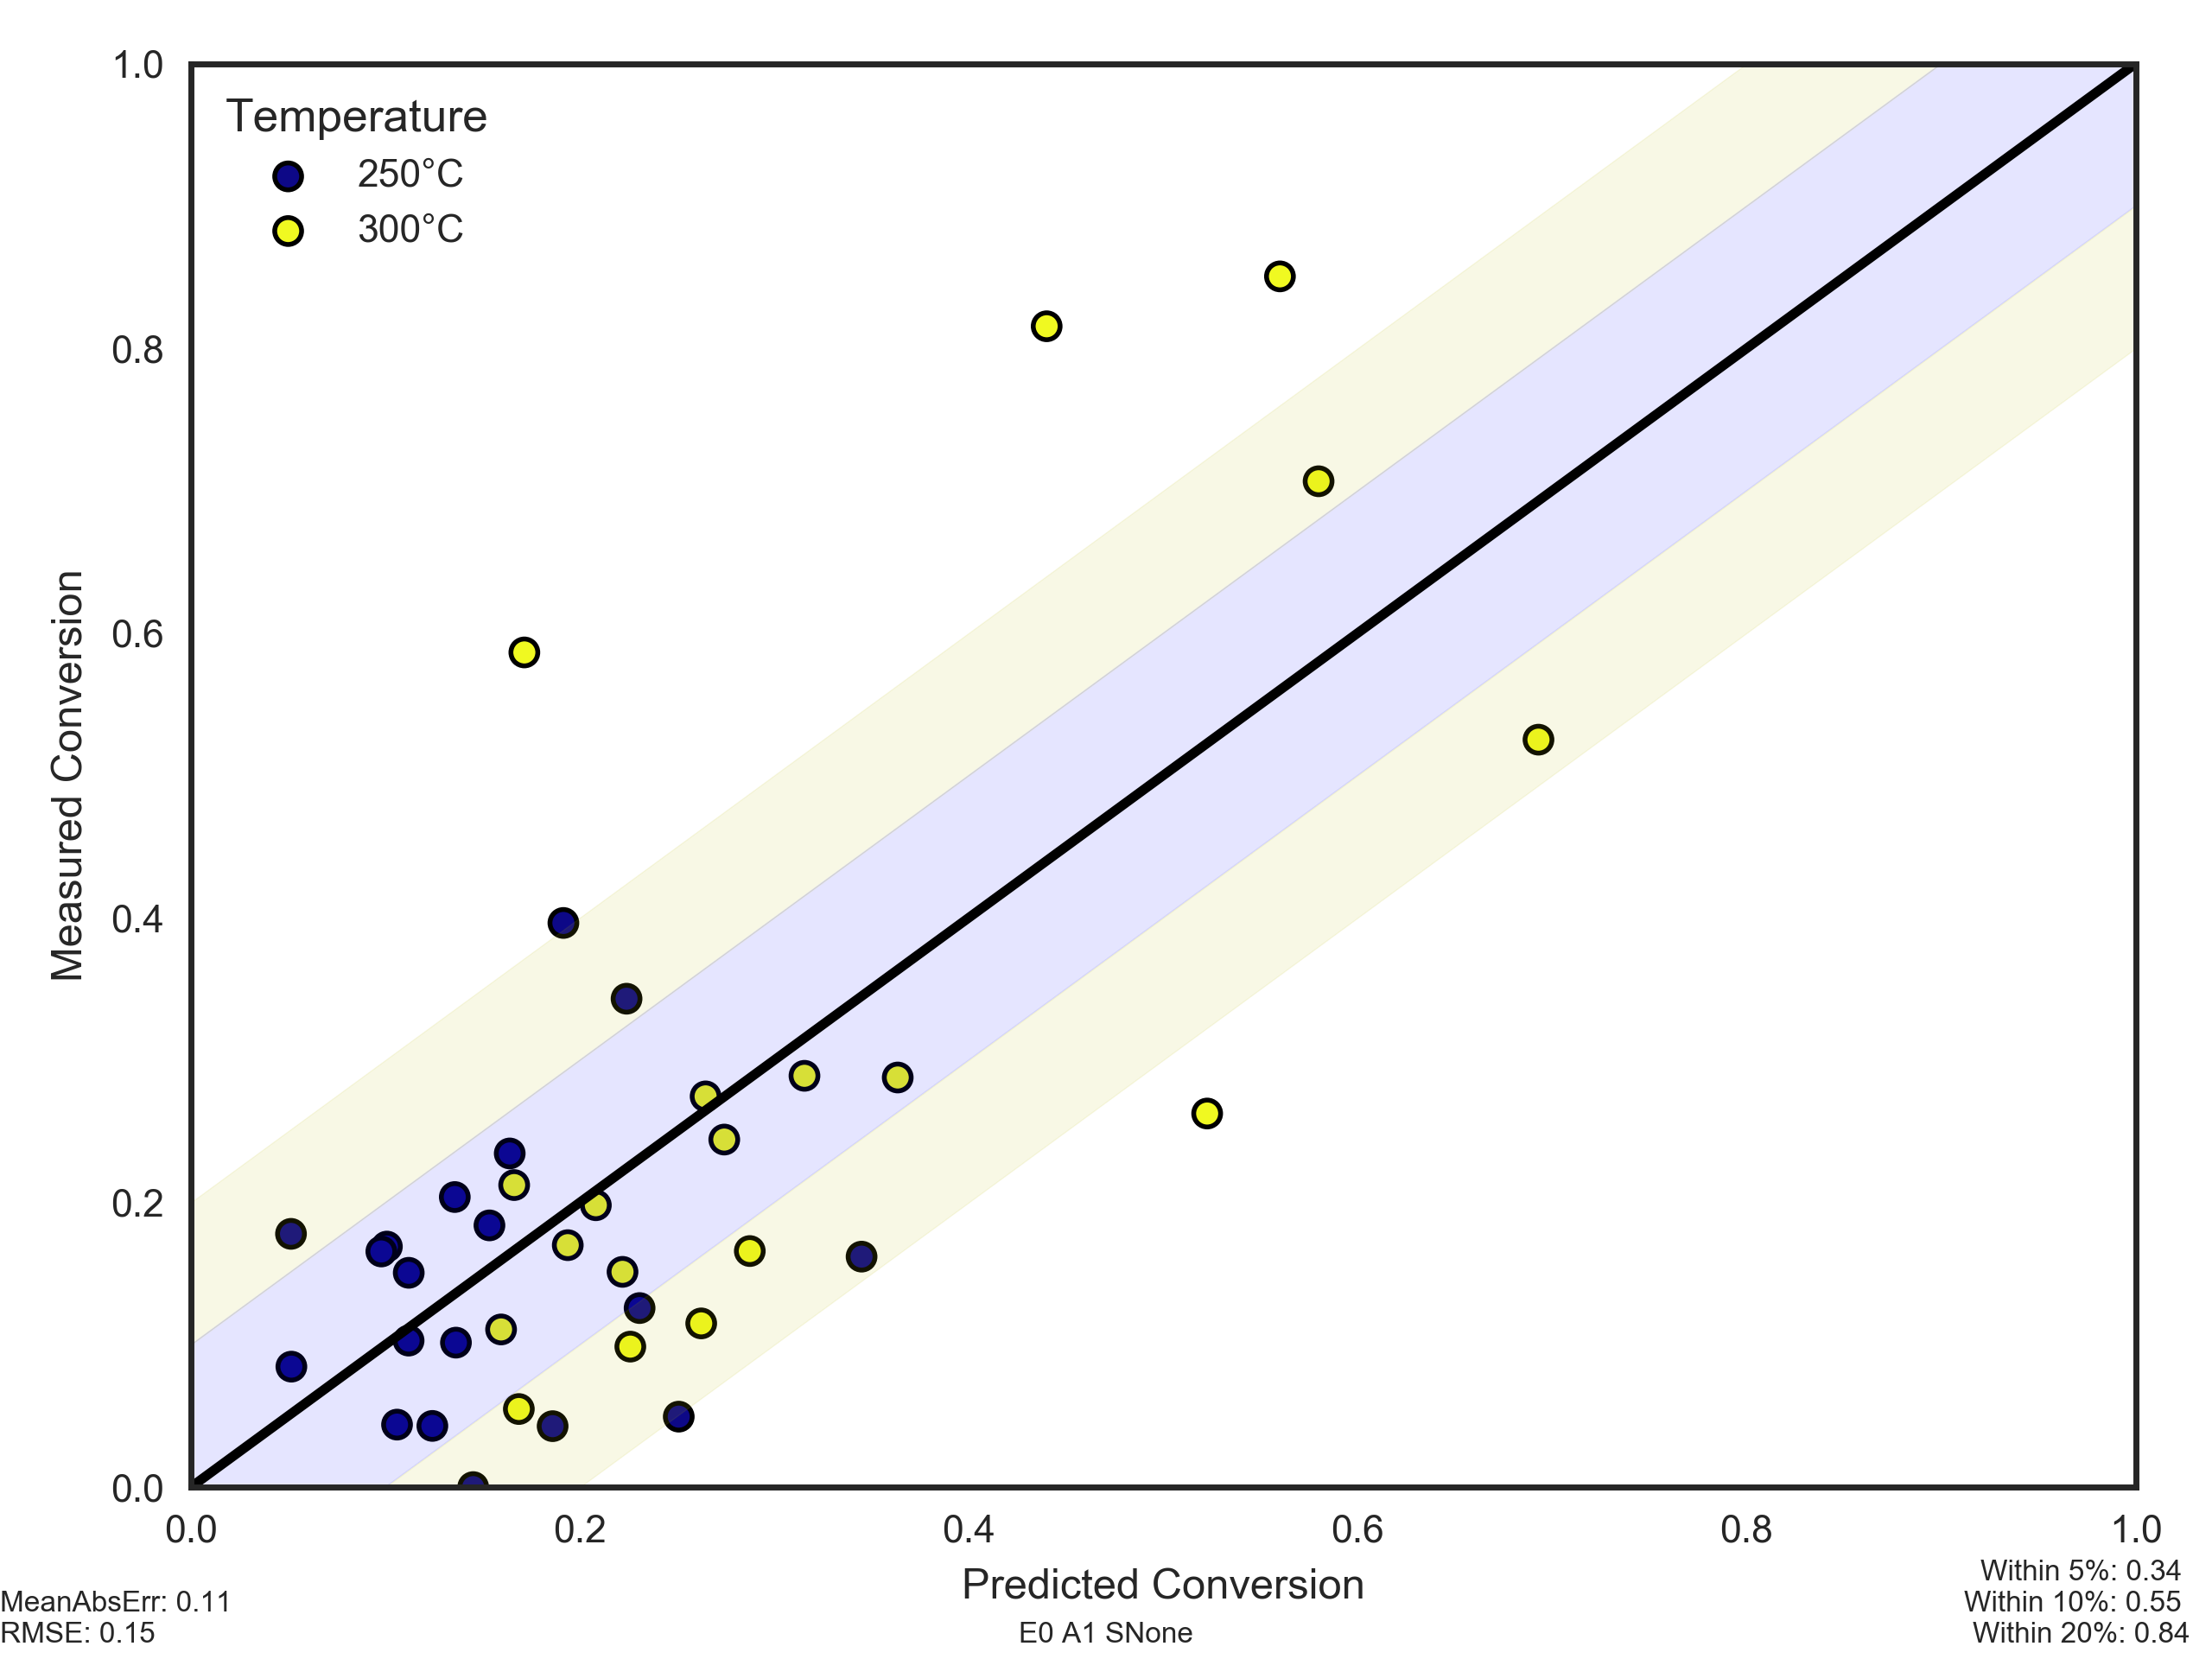 1.0
0.8
0.6
0.4
0.2
0.0
Measured Conversion
Temperature
250°C
300°C
0.0 0.2 0.4 0.6 0.8 1.0
Predicted Conversion
E0 A1 SNone
MeanAbsErr: 0.11
RMSE: 0.15
Within 5%: 0.34
Within 10%: 0.55
Within 20%: 0.84